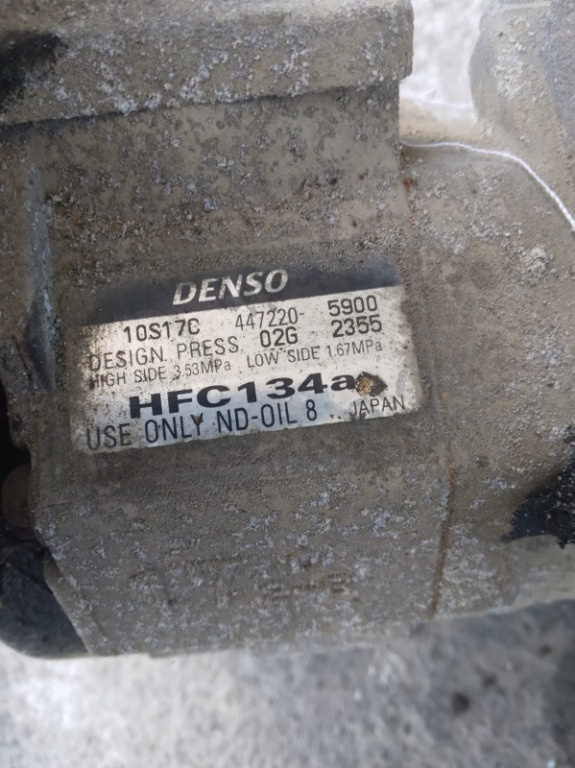 DENSO
10S17C 447220- 5900
DESIGN. PRESS. 02G 2355
HIGH SIDE 3.53MPa LOW SIDE 1.67MPa
HFC134a
USE ONLY ND-OIL 8 JAPAN